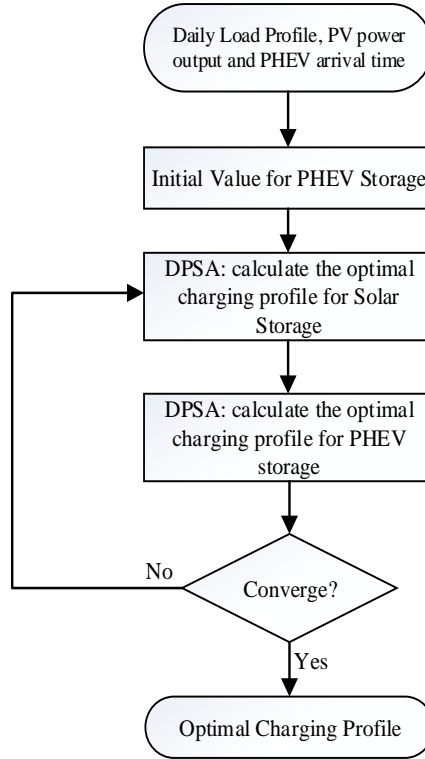 Daily Load Profile, PV power
output and PHEV arrival time
Initial Value for PHEV Storage
DPSA: calculate the optimal
charging profile for Solar
Storage
DPSA: calculate the optimal
charging profile for PHEV
storage
No
Converge?
Yes
Optimal Charging Profile